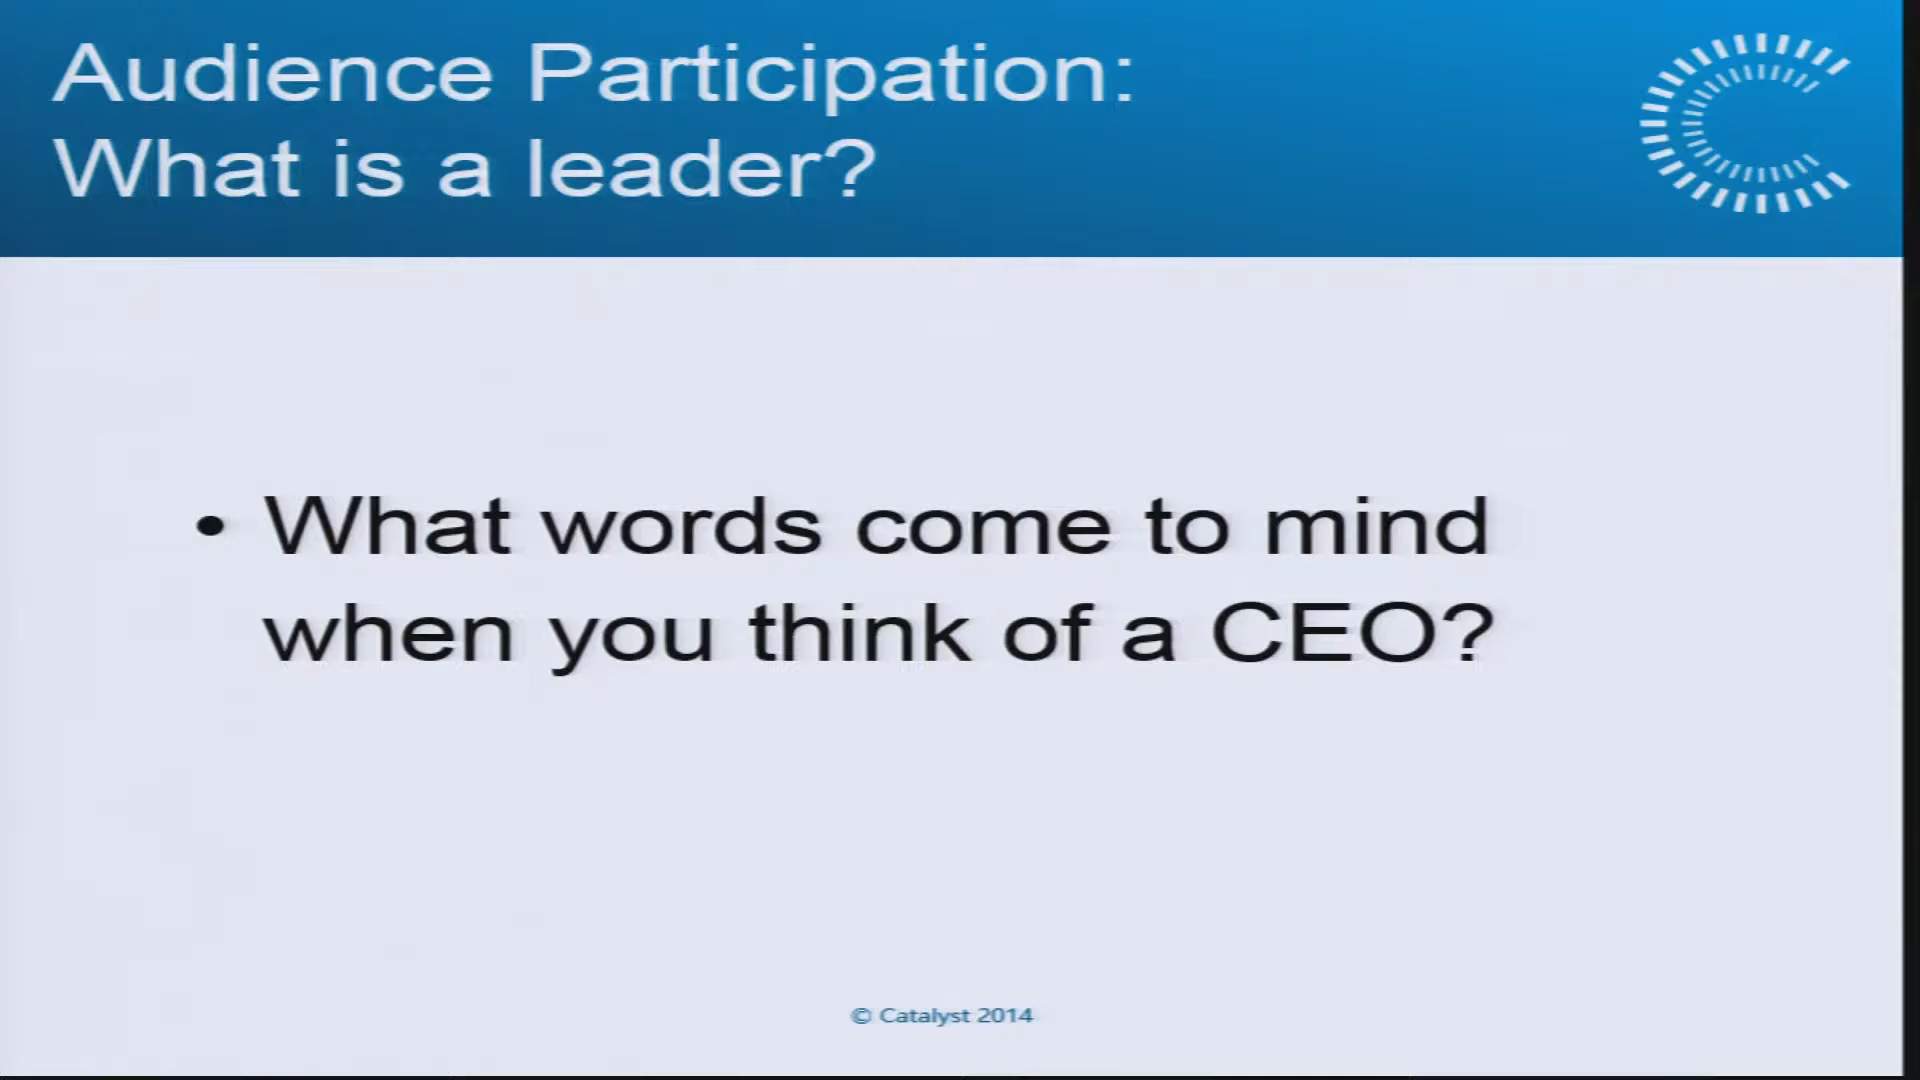 Audience Participation:
What is a leader?
• What words come to mind
when you think of a CEO?
© Catalyst 2014